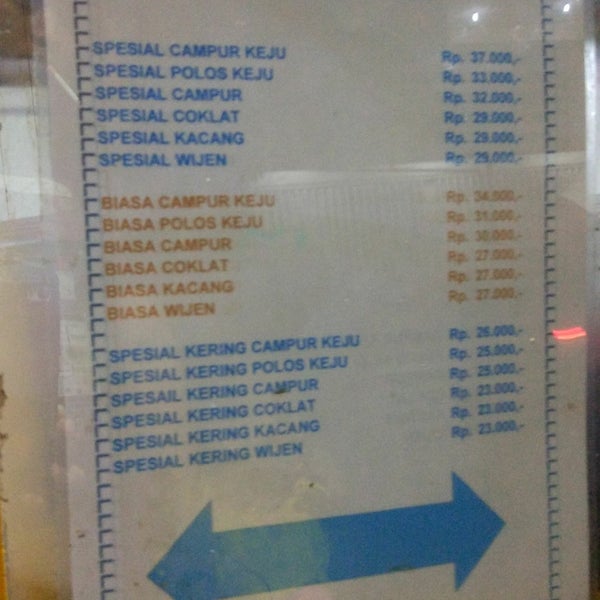 SPESIAL CAMPUR KEJU Rp. 37.000,-
SPESIAL POLOS KEJU Rp. 33.000,-
SPESIAL CAMPUR Rp. 32.000,-
SPESIAL COKLAT Rp. 29.000,-
SPESIAL KACANG Rp. 29.000,-
SPESIAL WIJEN Rp. 29.000,-
BIASA CAMPUR KEJU Rp. 34.000,-
BIASA POLOS KEJU Rp. 31.000,-
BIASA CAMPUR Rp. 30.000,-
BIASA COKLAT Rp. 27.000,-
BIASA KACANG Rp. 27.000,-
BIASA WIJEN Rp. 27.000,-
SPESIAL KERING CAMPUR KEJU Rp. 26.000,-
SPESIAL KERING POLOS KEJU Rp. 25.000,-
SPESAIL KERING CAMPUR Rp. 25.000,-
SPESIAL KERING COKLAT Rp. 23.000,-
SPESIAL KERING KACANG Rp. 23.000,-
SPESIAL KERING WIJEN Rp. 23.000,-